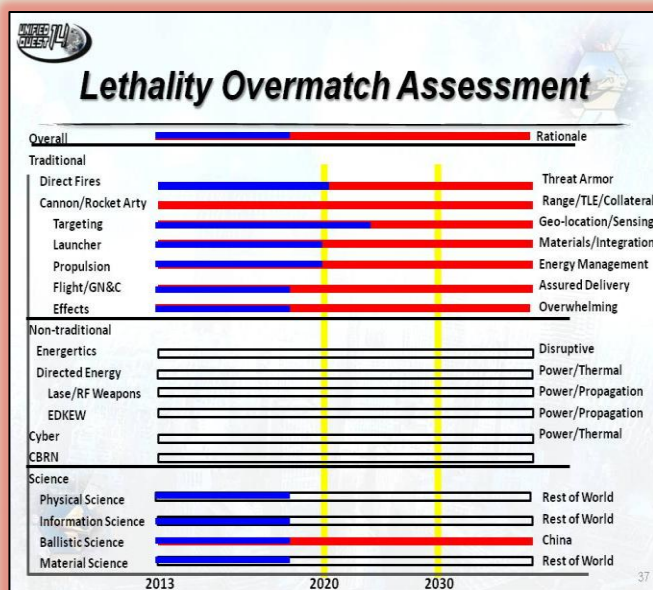 UNIFIED QUEST 14
Lethality Overmatch Assessment
Overall Rationale
Traditional
Direct Fires Threat Armor
Cannon/Rocket Arty Range/TLE/Collateral
Targeting Geo-location/Sensing
Launcher Materials/Integration
Propulsion Energy Management
Flight/GN&C Assured Delivery
Effects Overwhelming
Non-traditional
Energertics Disruptive
Directed Energy Power/Thermal
Lase/RF Weapons Power/Propagation
EDKEW Power/Propagation
Cyber Power/Thermal
CBRN
Science
Physical Science Rest of World
Information Science Rest of World
Ballistic Science China
Material Science Rest of World
2013 2020 2030
37